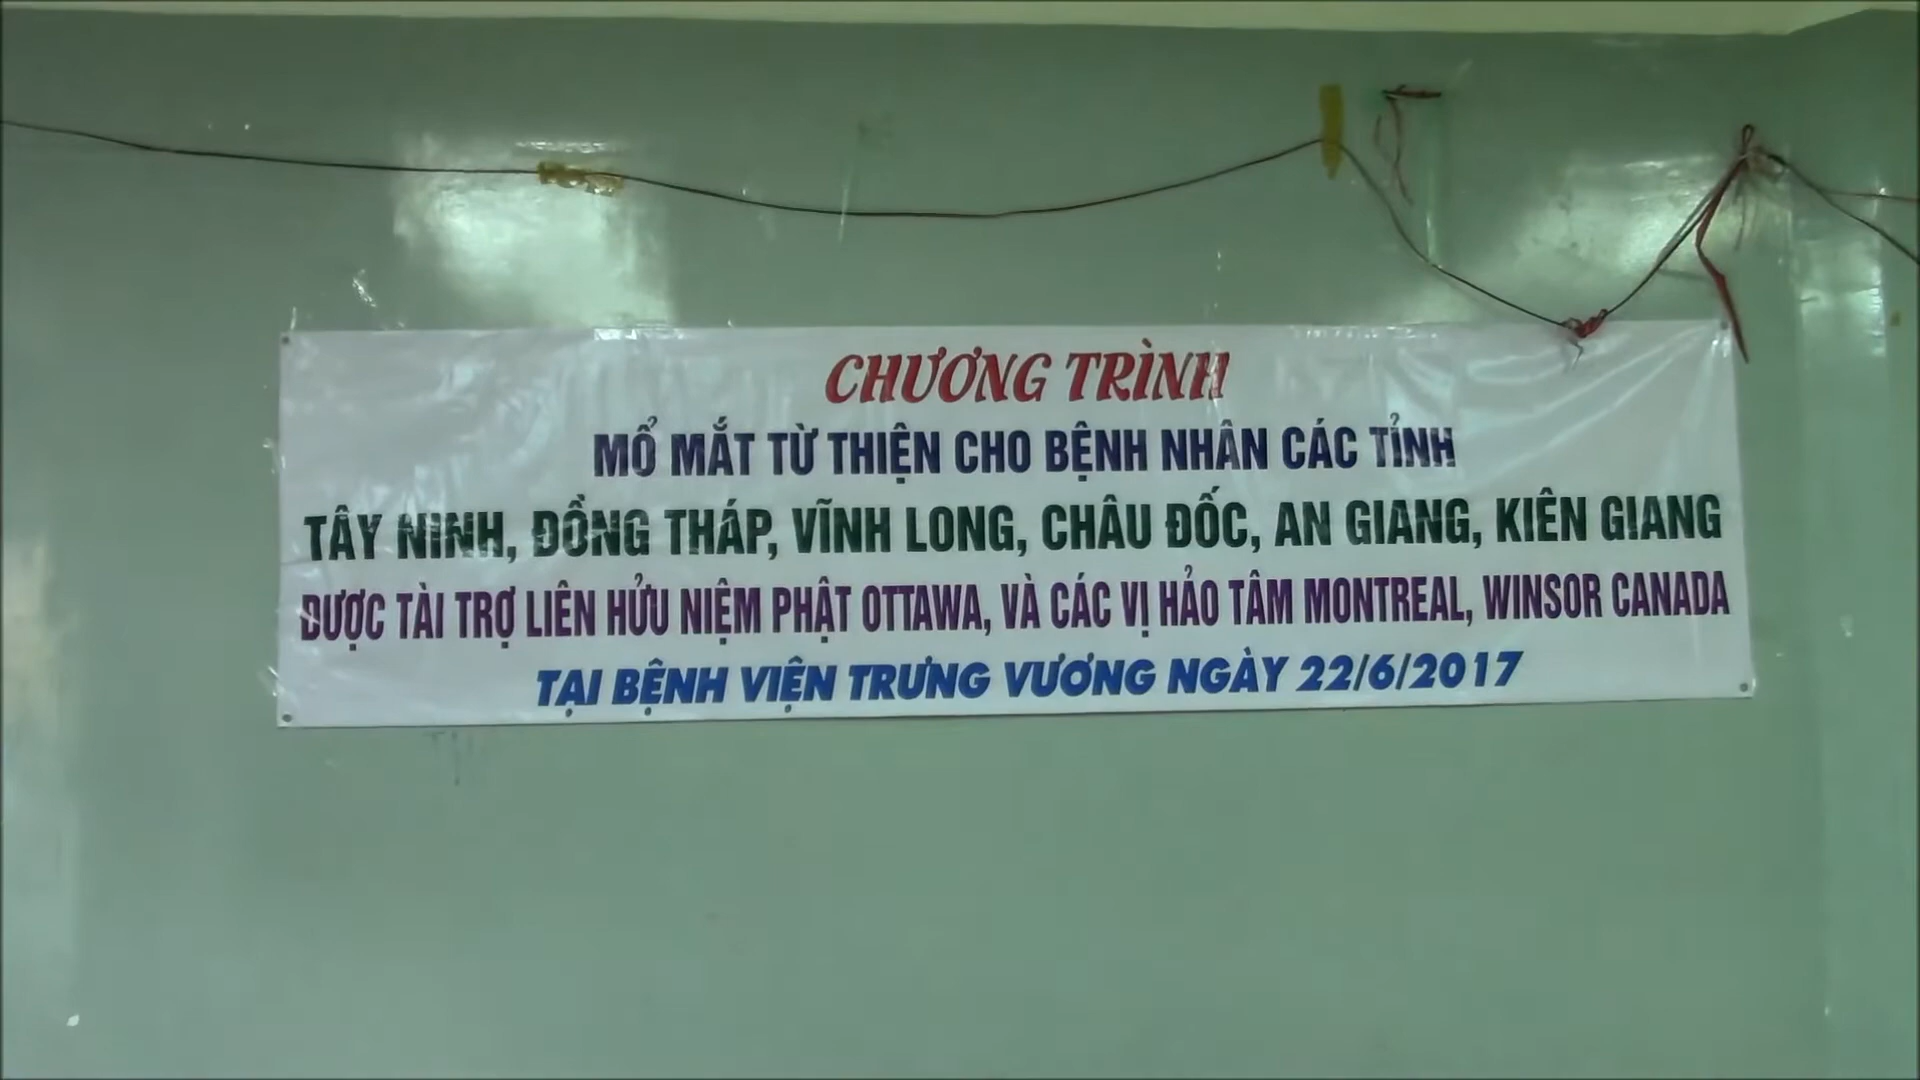 CHƯƠNG TRÌNH
MỔ MẮT TỪ THIỆN CHO BỆNH NHÂN CÁC TỈNH
TÂY NINH, ĐỒNG THÁP, VĨNH LONG, CHÂU ĐỐC, AN GIANG, KIÊN GIANG
ĐƯỢC TÀI TRỢ LIÊN HỬU NIỆM PHẬT OTTAWA, VÀ CÁC VỊ HẢO TÂM MONTREAL, WINSOR CANADA
TẠI BỆNH VIỆN TRƯNG VƯƠNG NGÀY 22/6/2017